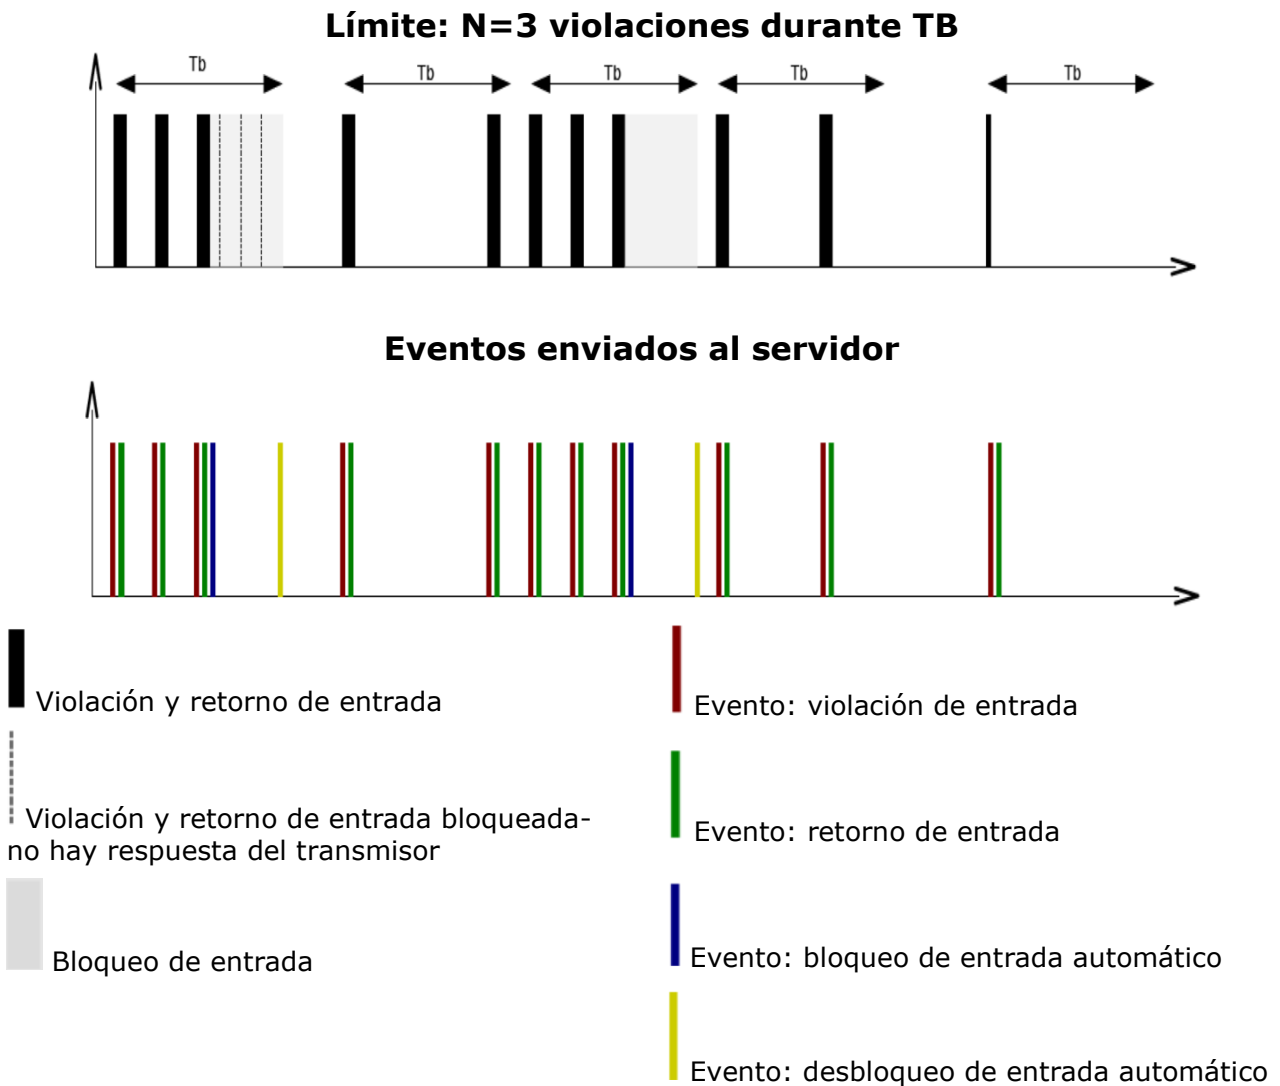 Límite: N=3 violaciones durante TB
Tb
Tb
Tb
Tb
Tb
Eventos enviados al servidor
Violación y retorno de entrada
Violación y retorno de entrada bloqueada-
no hay respuesta del transmisor
Bloqueo de entrada
Evento: violación de entrada
Evento: retorno de entrada
Evento: bloqueo de entrada automático
Evento: desbloqueo de entrada automático